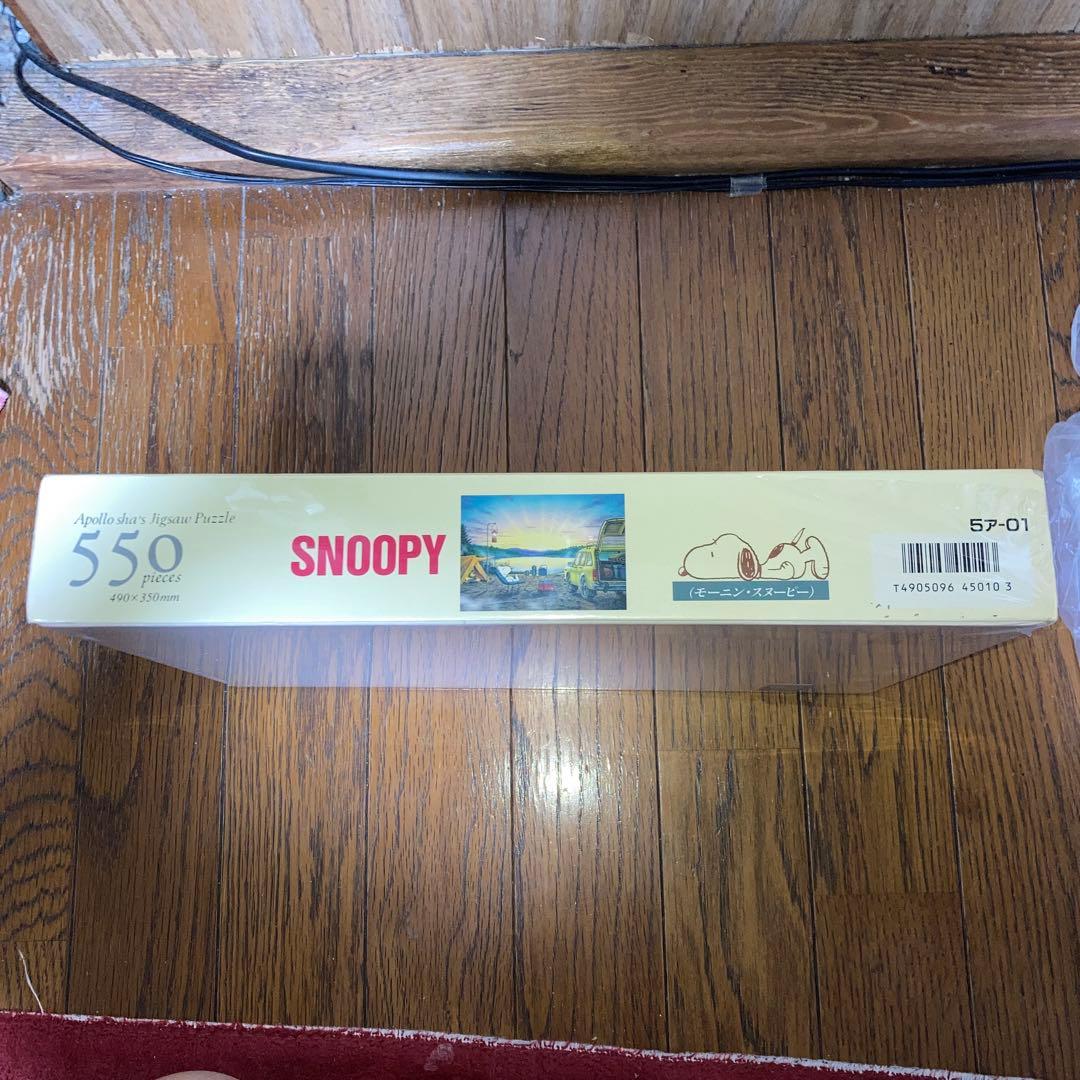 Apollo sha's Jigsaw Puzzle
550
pieces
490×350mm
SNOOPY
(モーニン・スヌーピー)
5ア-01
T4905096 45010 3